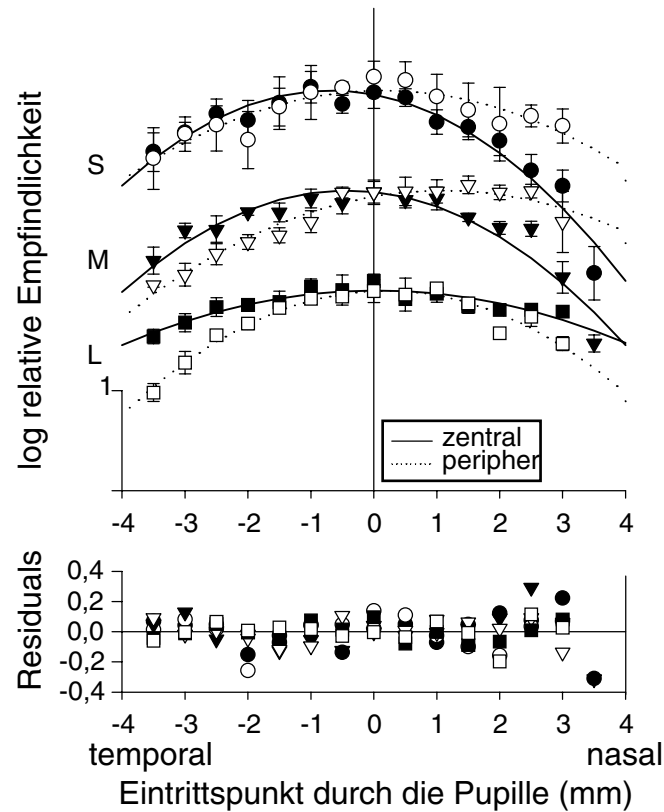 log relative Empfindlichkeit
S
M
L
1
zentral
peripher
-4 -3 -2 -1 0 1 2 3 4
Residuals
0,4
0,2
0,0
-0,2
-0,4
-4 -3 -2 -1 0 1 2 3 4
temporal nasal
Eintrittspunkt durch die Pupille (mm)